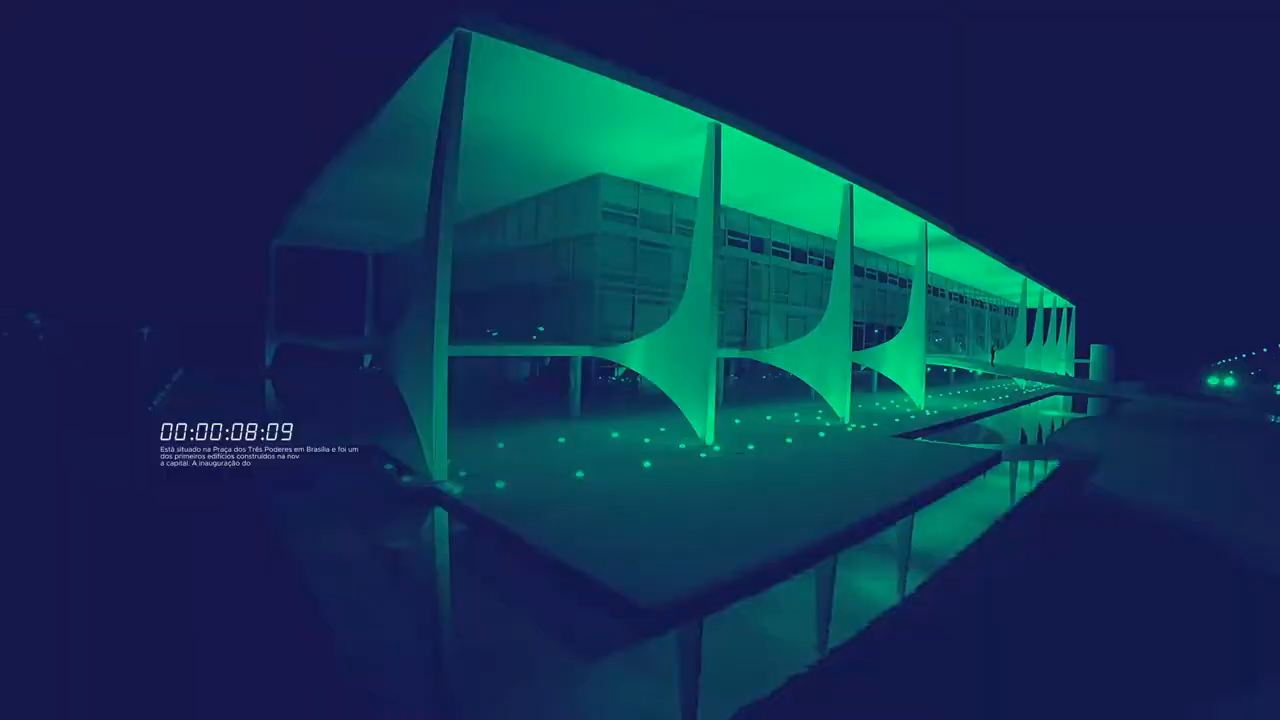 00:00:08:09
Está situado na Praça dos Três Poderes em Brasília e foi um
dos primeiros edifícios construídos na nov
a capital. A inauguração do